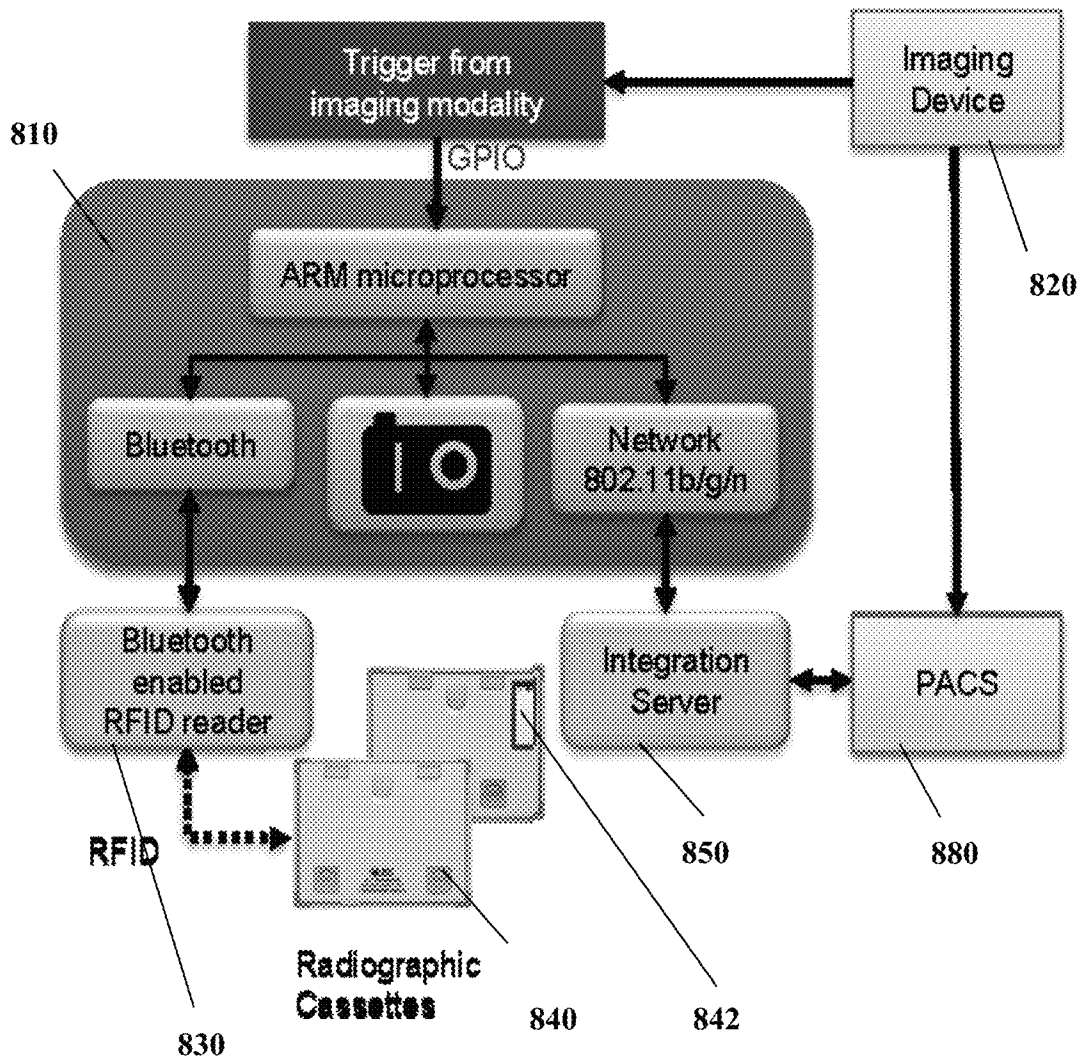 Trigger from
imaging modality
Imaging
Device
810
GPIO
820
ARM microprocessor
Bluetooth
Network
802.11b/g/n
Bluetooth
enabled
RFID reader
Integration
Server
PACS
RFID
850
880
Radiographic
Cassettes
840
842
830